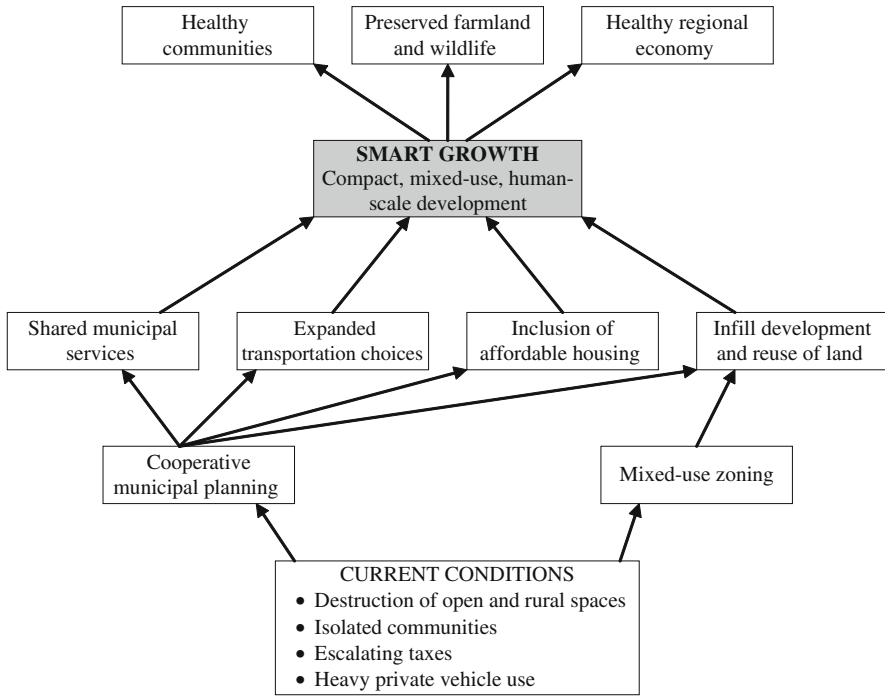 Healthy
communities
Preserved farmland
and wildlife
Healthy regional
economy
SMART GROWTH
Compact, mixed-use, human-
scale development
Shared municipal
services
Expanded
transportation choices
Inclusion of
affordable housing
Infill development
and reuse of land
Cooperative
municipal planning
Mixed-use zoning
CURRENT CONDITIONS
• Destruction of open and rural spaces
• Isolated communities
• Escalating taxes
• Heavy private vehicle use